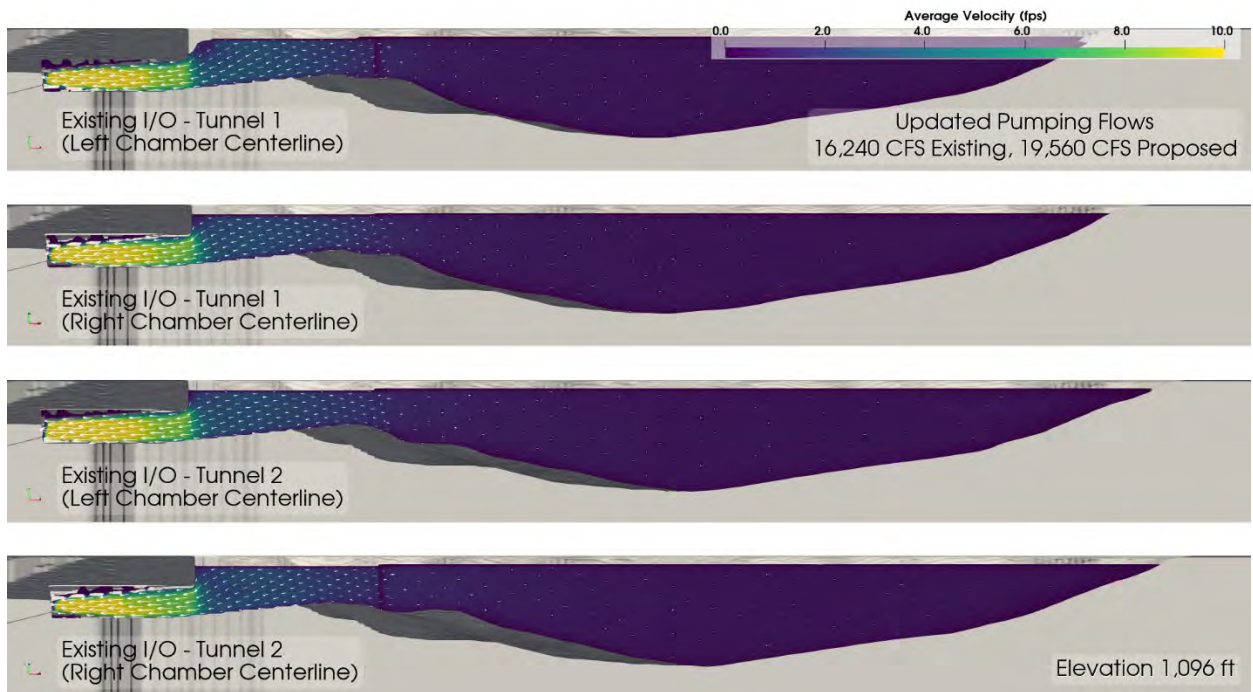 Average Velocity (fps)
0.0 2.0 4.0 6.0 8.0 10.0
Existing I/O - Tunnel 1
(Left Chamber Centerline)
Updated Pumping Flows
16,240 CFS Existing, 19,560 CFS Proposed
Existing I/O - Tunnel 1
(Right Chamber Centerline)
Existing I/O - Tunnel 2
(Left Chamber Centerline)
Existing I/O - Tunnel 2
(Right Chamber Centerline)
Elevation 1,096 ft